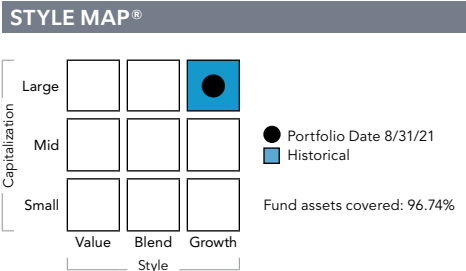 STYLE MAP®
Capitalization
Large
Mid
Small
Value Blend Growth
Style
Portfolio Date 8/31/21
Historical
Fund assets covered: 96.74%